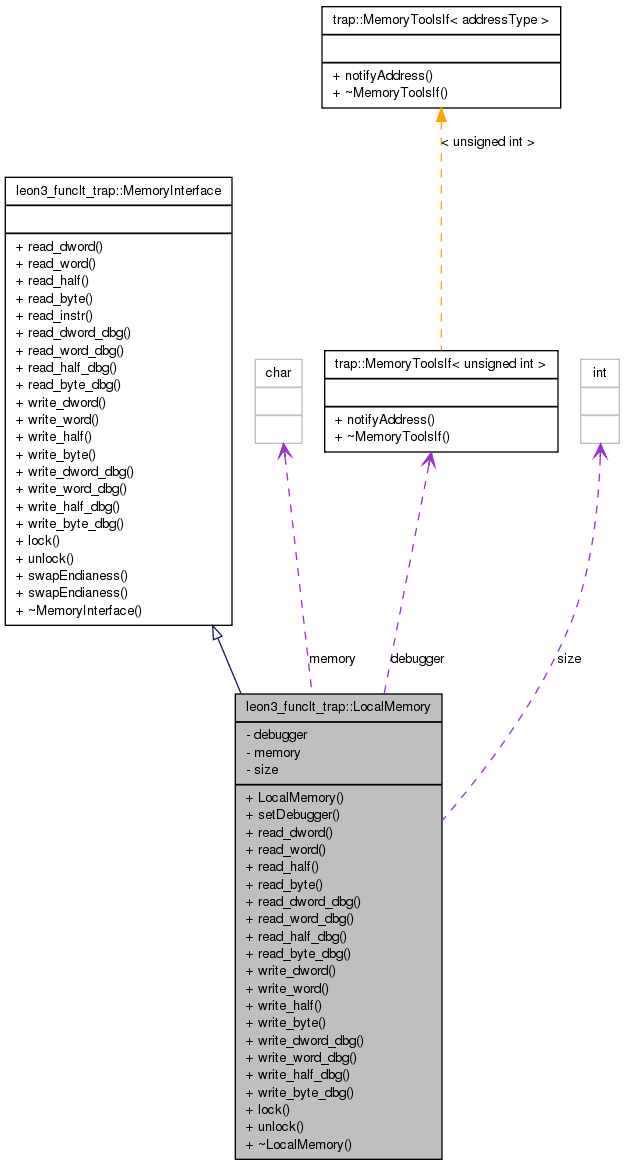 trap::MemoryToolsIf< addressType >
+ notifyAddress()
+ ~MemoryToolsIf()
< unsigned int >
leon3_funclt_trap::MemoryInterface
+ read_dword()
+ read_word()
+ read_half()
+ read_byte()
+ read_instr()
+ read_dword_dbg()
+ read_word_dbg()
+ read_half_dbg()
+ read_byte_dbg()
+ write_dword()
+ write_word()
+ write_half()
+ write_byte()
+ write_dword_dbg()
+ write_word_dbg()
+ write_half_dbg()
+ write_byte_dbg()
+ lock()
+ unlock()
+ swapEndianess()
+ swapEndianess()
+ ~MemoryInterface()
char
trap::MemoryToolsIf< unsigned int >
+ notifyAddress()
+ ~MemoryToolsIf()
int
memory
debugger
size
leon3_funclt_trap::LocalMemory
- debugger
- memory
- size
+ LocalMemory()
+ setDebugger()
+ read_dword()
+ read_word()
+ read_half()
+ read_byte()
+ read_dword_dbg()
+ read_word_dbg()
+ read_half_dbg()
+ read_byte_dbg()
+ write_dword()
+ write_word()
+ write_half()
+ write_byte()
+ write_dword_dbg()
+ write_word_dbg()
+ write_half_dbg()
+ write_byte_dbg()
+ lock()
+ unlock()
+ ~LocalMemory()